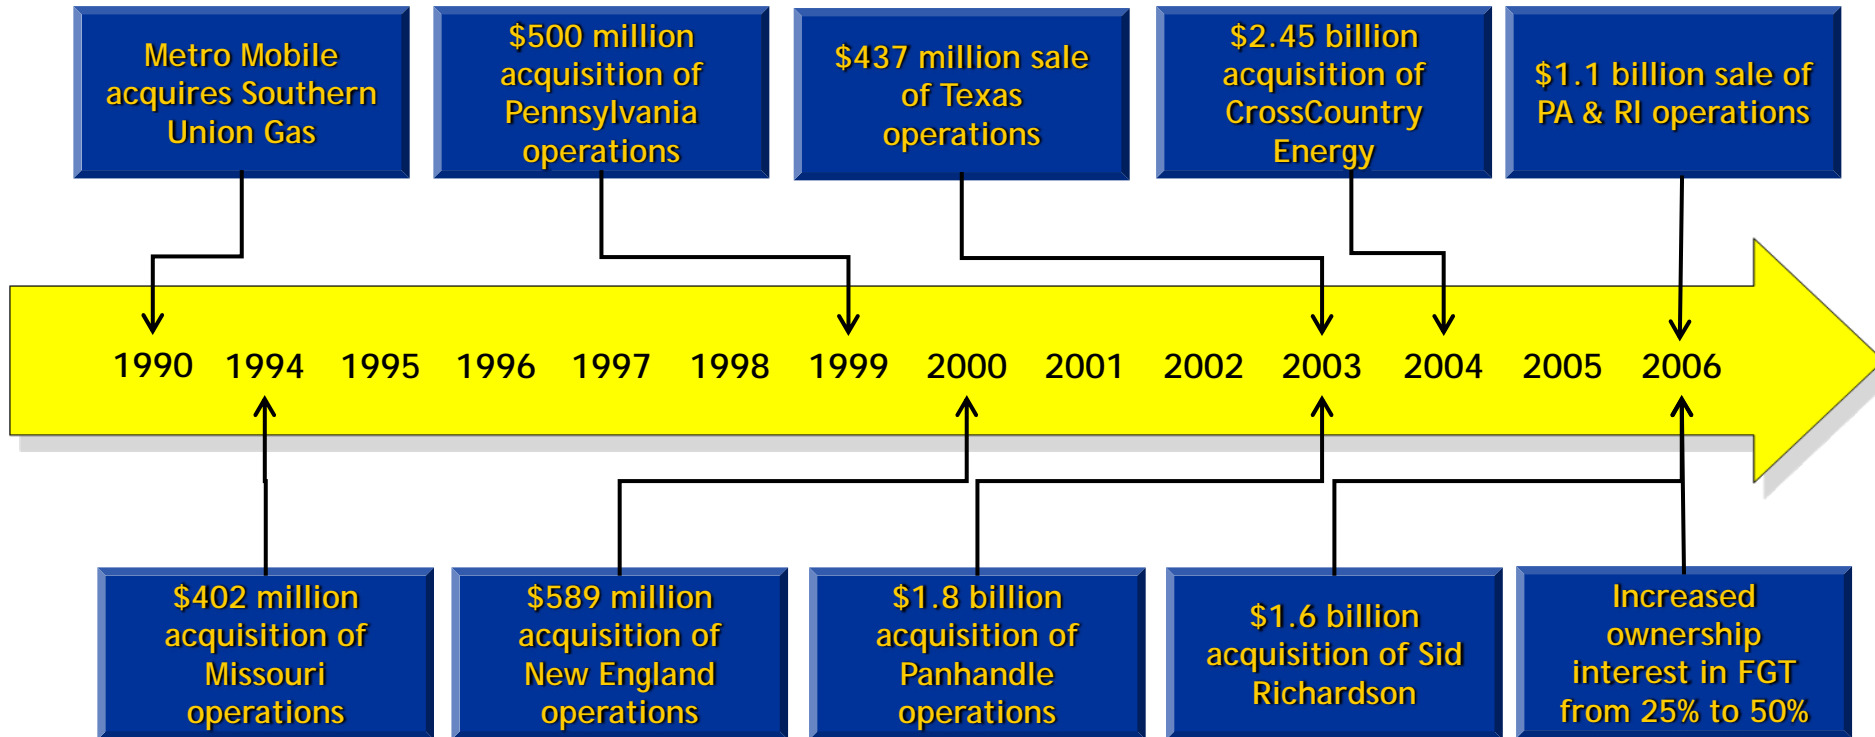 Metro Mobile
acquires Southern
Union Gas
$500 million
acquisition of
Pennsylvania
operations
$437 million sale
of Texas
operations
$2.45 billion
acquisition of
CrossCountry
Energy
$1.1 billion sale of
PA & RI operations
1990 1994 1995 1996 1997 1998 1999 2000 2001 2002 2003 2004 2005 2006
$402 million
acquisition of
Missouri
operations
$589 million
acquisition of
New England
operations
$1.8 billion
acquisition of
Panhandle
operations
$1.6 billion
acquisition of Sid
Richardson
Increased
ownership
interest in FGT
from 25% to 50%